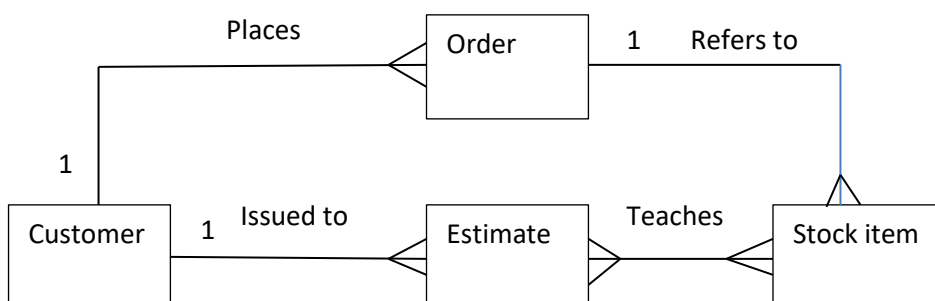 Places
Order
1 Refers to
1
Customer
1
Issued to
Estimate
Teaches
Stock item